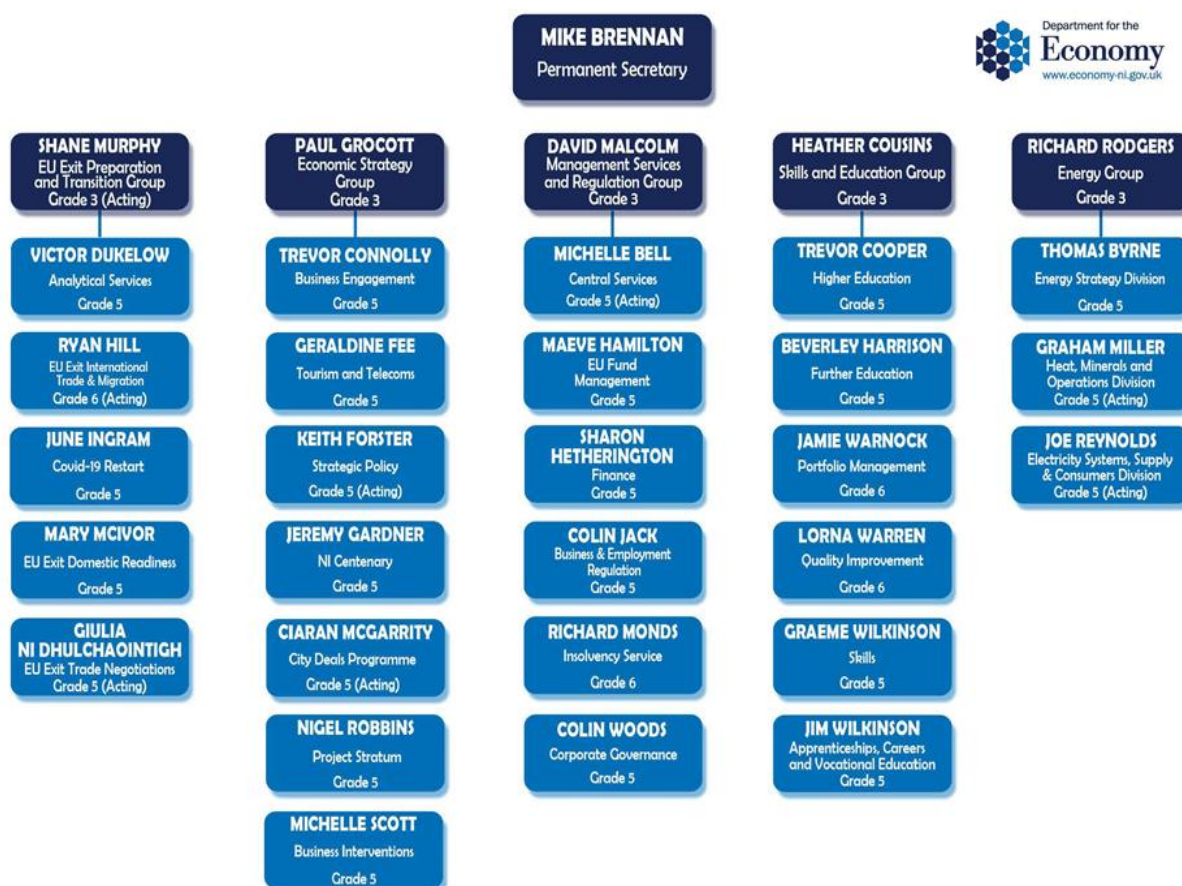 MIKE BRENNAN
Permanent Secretary
Department for the
Economy
www.economy-ni.gov.uk
SHANE MURPHY
EU Exit Preparation
and Transition Group
Grade 3 (Acting)
VICTOR DUKELOW
Analytical Services
Grade 5
RYAN HILL
EU Exit International
Trade & Migration
Grade 6 (Acting)
JUNE INGRAM
Covid-19 Restart
Grade 5
MARY MCIVOR
EU Exit Domestic Readiness
Grade 5
GIULIA
NI DHULCHAOINTIGH
EU Exit Trade Negotiations
Grade 5 (Acting)
PAUL GROCOTT
Economic Strategy
Group
Grade 3
TREVOR CONNOLLY
Business Engagement
Grade 5
GERALDINE FEE
Tourism and Telecoms
Grade 5
KEITH FORSTER
Strategic Policy
Grade 5 (Acting)
JEREMY GARDNER
NI Centenary
Grade 5
CIARAN MCGARRITY
City Deals Programme
Grade 5 (Acting)
NIGEL ROBBINS
Project Stratum
Grade 5
MICHELLE SCOTT
Business Interventions
Grade 5
DAVID MALCOLM
Management Services
and Regulation Group
Grade 3
MICHELLE BELL
Central Services
Grade 5 (Acting)
MAEVE HAMILTON
EU Fund
Management
Grade 5
SHARON
HETHERINGTON
Finance
Grade 5
COLIN JACK
Business & Employment
Regulation
Grade 5
RICHARD MONDS
Insolvency Service
Grade 6
COLIN WOODS
Corporate Governance
Grade 5
HEATHER COUSINS
Skills and Education Group
Grade 3
TREVOR COOPER
Higher Education
Grade 5
BEVERLEY HARRISON
Further Education
Grade 5
JAMIE WARNOCK
Portfolio Management
Grade 6
LORNA WARREN
Quality Improvement
Grade 6
GRAEME WILKINSON
Skills
Grade 5
JIM WILKINSON
Apprenticeships, Careers
and Vocational Education
Grade 5
RICHARD RODGERS
Energy Group
Grade 3
THOMAS BYRNE
Energy Strategy Division
Grade 5
GRAHAM MILLER
Heat, Minerals and
Operations Division
Grade 5 (Acting)
JOE REYNOLDS
Electricity Systems, Supply
& Consumers Division
Grade 5 (Acting)